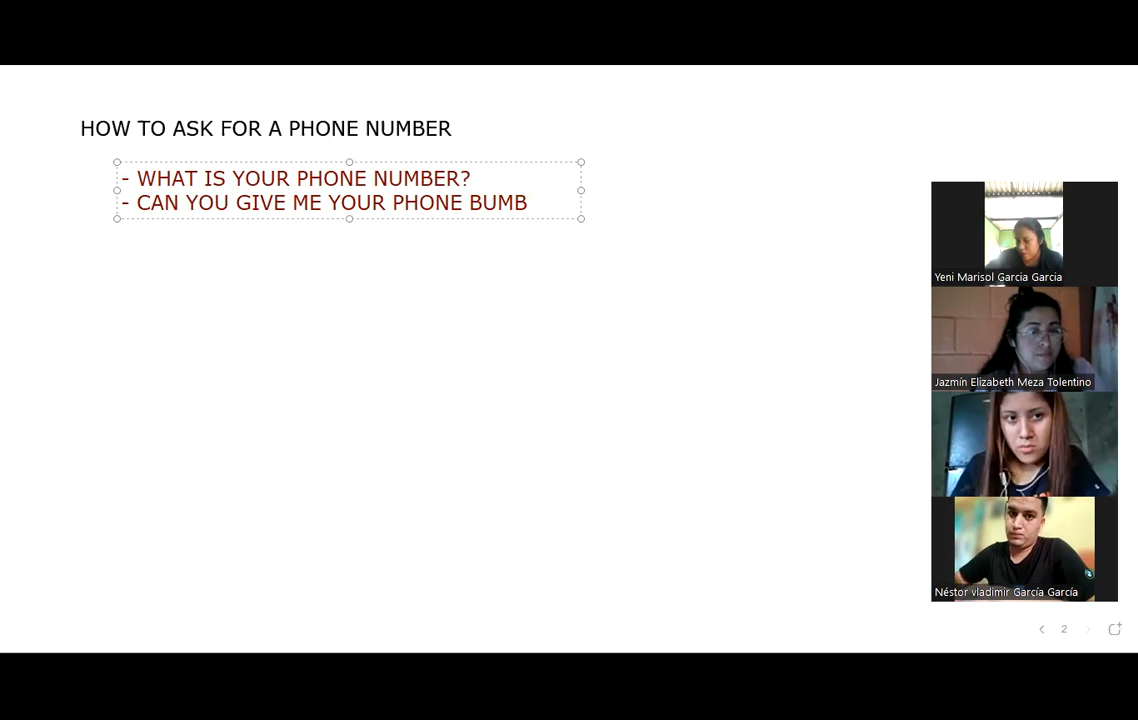 HOW TO ASK FOR A PHONE NUMBER
- WHAT IS YOUR PHONE NUMBER?
- CAN YOU GIVE ME YOUR PHONE BUMB
Yeni Marisol Garcia Garcia
Jazmín Elizabeth Meza Tolentino
Néstor vladimir García García
2